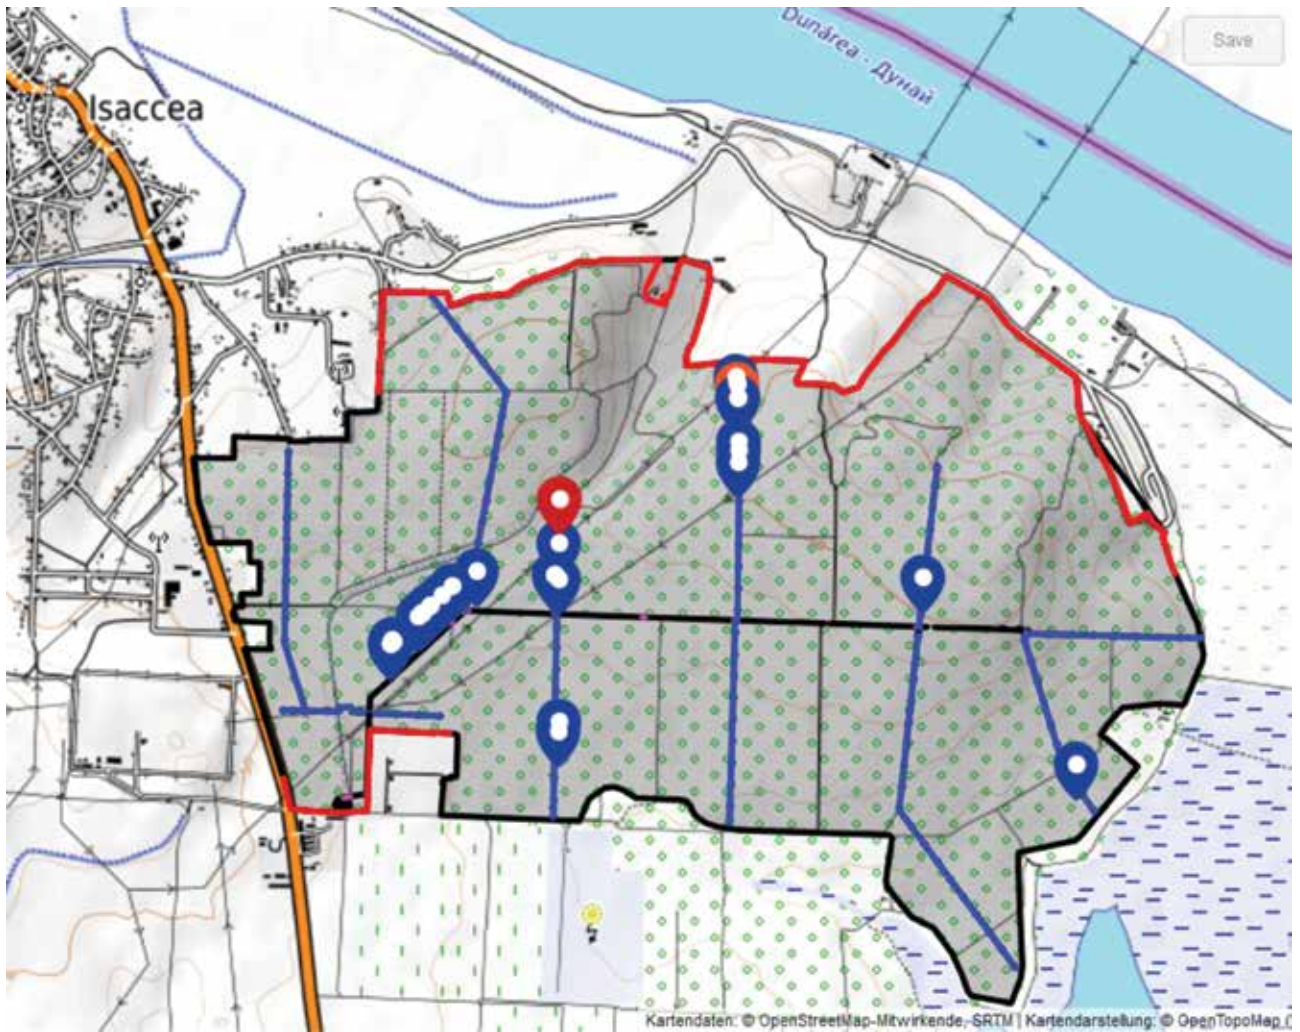 Save
Dunărea - Дунай
Isaccea
Kartendaten: © OpenStreetMap-Mitwirkende, SRTM | Kartendarstellung: © OpenTopoMap (